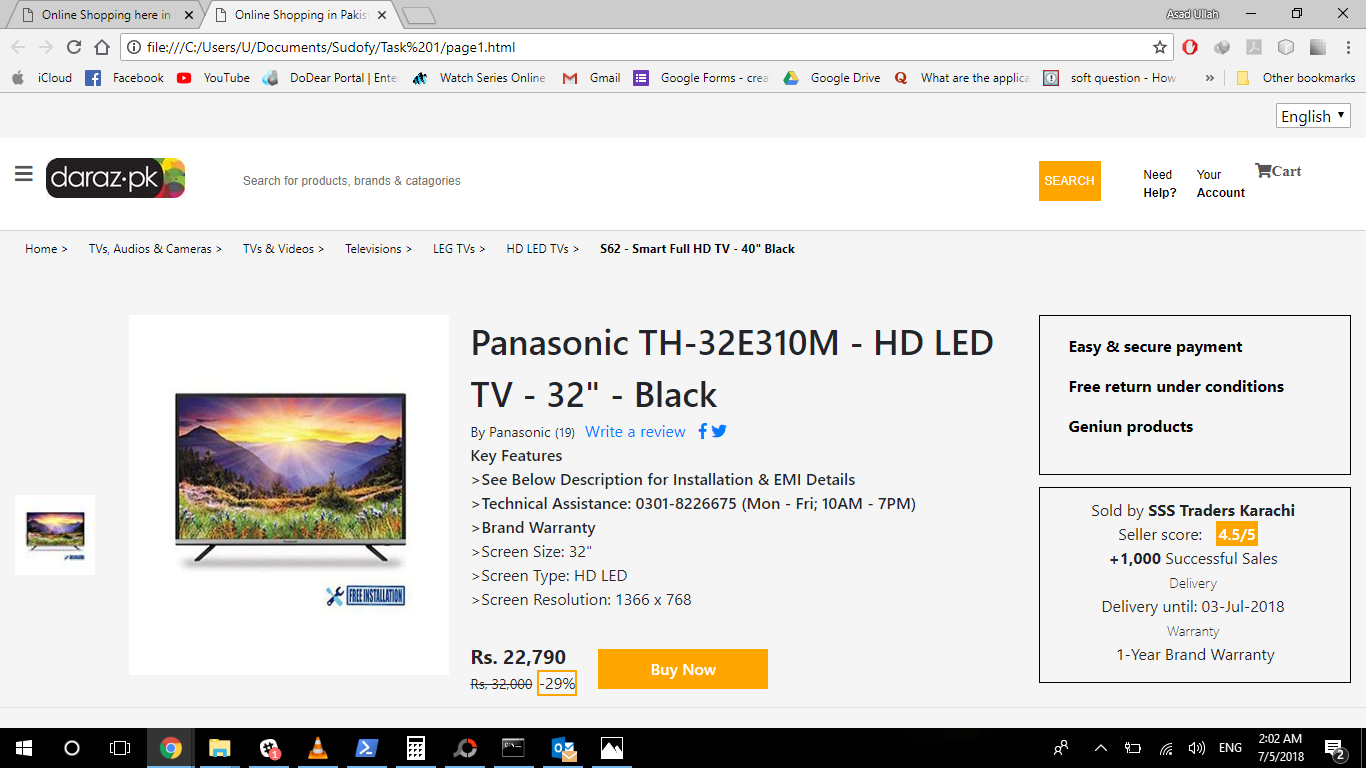 Online Shopping here in
Online Shopping in Pakis
Asad Ullah
file:///C:/Users/U/Documents/Sudofy/Task%201/page1.html
iCloud
Facebook
YouTube
DoDear Portal | Ente
Watch Series Online
Gmail
Google Forms - crea
Google Drive
What are the applica
soft question - How
»
Other bookmarks
English
daraz.pk
Search for products, brands & catagories
SEARCH
Need
Help?
Your
Account
Cart
Home >
TVs, Audios & Cameras >
TVs & Videos >
Televisions >
LEG TVs >
HD LED TVs >
S62 - Smart Full HD TV - 40" Black
Panasonic TH-32E310M - HD LED
TV - 32" - Black
By Panasonic (19) Write a review
Key Features
>See Below Description for Installation & EMI Details
>Technical Assistance: 0301-8226675 (Mon - Fri; 10AM - 7PM)
>Brand Warranty
>Screen Size: 32"
>Screen Type: HD LED
>Screen Resolution: 1366 x 768
FREE INSTALLATION
Rs. 22,790
Rs, 32,000 -29%
Buy Now
Easy & secure payment
Free return under conditions
Geniun products
Sold by SSS Traders Karachi
Seller score: 4.5/5
+1,000 Successful Sales
Delivery
Delivery until: 03-Jul-2018
Warranty
1-Year Brand Warranty
ENG
2:02 AM
7/5/2018
2